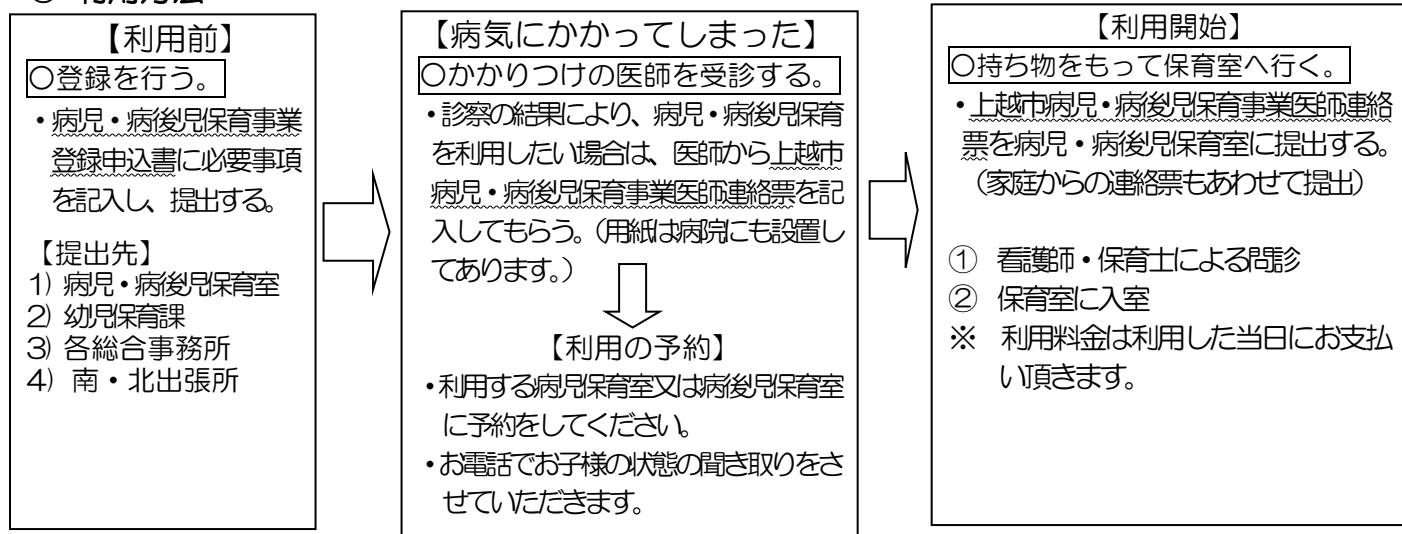 【利用前】
〇登録を行う。
・病児・病後児保育事業
登録申込書に必要事項
を記入し、提出する。
【提出先】
1) 病児・病後児保育室
2) 幼児保育課
3) 各総合事務所
4) 南・北出張所
【病気にかかってしまった】
〇かかりつけの医師を受診する。
・診察の結果により、病児・病後児保育
を利用したい場合は、医師から上越市
病児・病後児保育事業医師連絡票を記
入してもらう。（用紙は病院にも設置し
てあります。）
【利用の予約】
・利用する病児保育室又は病後児保育室
に予約をしてください。
・お電話でお子様の状態の聞き取りをさ
せていただきます。
【利用開始】
〇持ち物をもって保育室へ行く。
・上越市病児・病後児保育事業医師連絡
票を病児・病後児保育室に提出する。
（家庭からの連絡票もあわせて提出）
① 看護師・保育士による問診
② 保育室に入室
※ 利用料金は利用した当日にお支払
い頂きます。